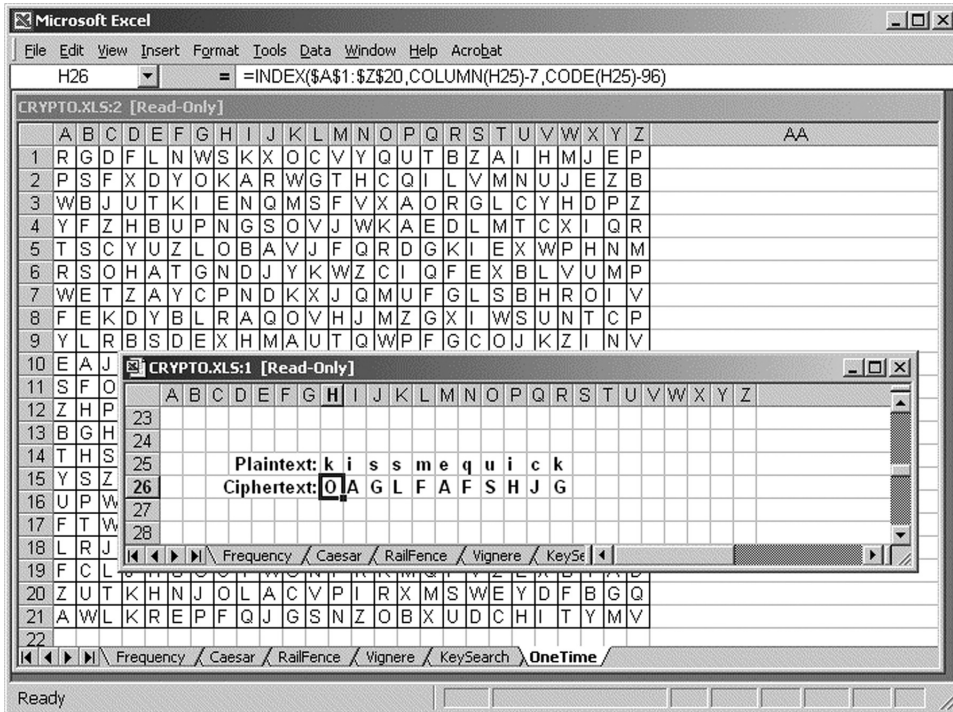 Microsoft Excel
File Edit View Insert Format Tools Data Window Help Acrobat
H26 = =INDEX($A$1:$Z$20,COLUMN(H25)-7,CODE(H25)-96)
CRYPTO.XLS:2 [Read-Only]
A B C D E F G H I J K L M N O P Q R S T U V W X Y Z AA
1 R G D F L N W S K X O C V Y Q U T B Z A I H M J E P
2 P S F X D Y O K A R W G T H C Q I L V M N U J E Z B
3 W B J U T K I E N Q M S F V X A O R G L C Y H D P Z
4 Y F Z H B U P N G S O V J W K A E D L M T C X I Q R
5 T S C Y U Z L O B A V J F Q R D G K I E X W P H N M
6 R S O H A T G N D J Y K W Z C I Q F E X B L V U M P
7 W E T Z A Y C P N D K X J Q M U F G L S B H R O I V
8 F E K D Y B L R A Q O V H J M Z G X I W S U N T C P
9 Y L R B S D E X H M A U T Q W P F G C O J K Z I N V
10 E A J
11 S F O
12 Z H P
13 B G H
14 T H S
15 Y S Z
16 U P W
17 F T W
18 L R J
CRYPTO.XLS:1 [Read-Only]
A B C D E F G H I J K L M N O P Q R S T U V W X Y Z
23
24
25 Plaintext: k i s s m e q u i c k
26 Ciphertext: O A G L F A F S H J G
27
28
Frequency / Caesar / RailFence / Vignere / KeySe
19 F C L
20 Z U T K H N J O L A C V P I R X M S W E Y D F B G Q
21 A W L K R E P F Q J G S N Z O B X U D C H I T Y M V
22
Frequency / Caesar / RailFence / Vignere / KeySearch \ OneTime /
Ready